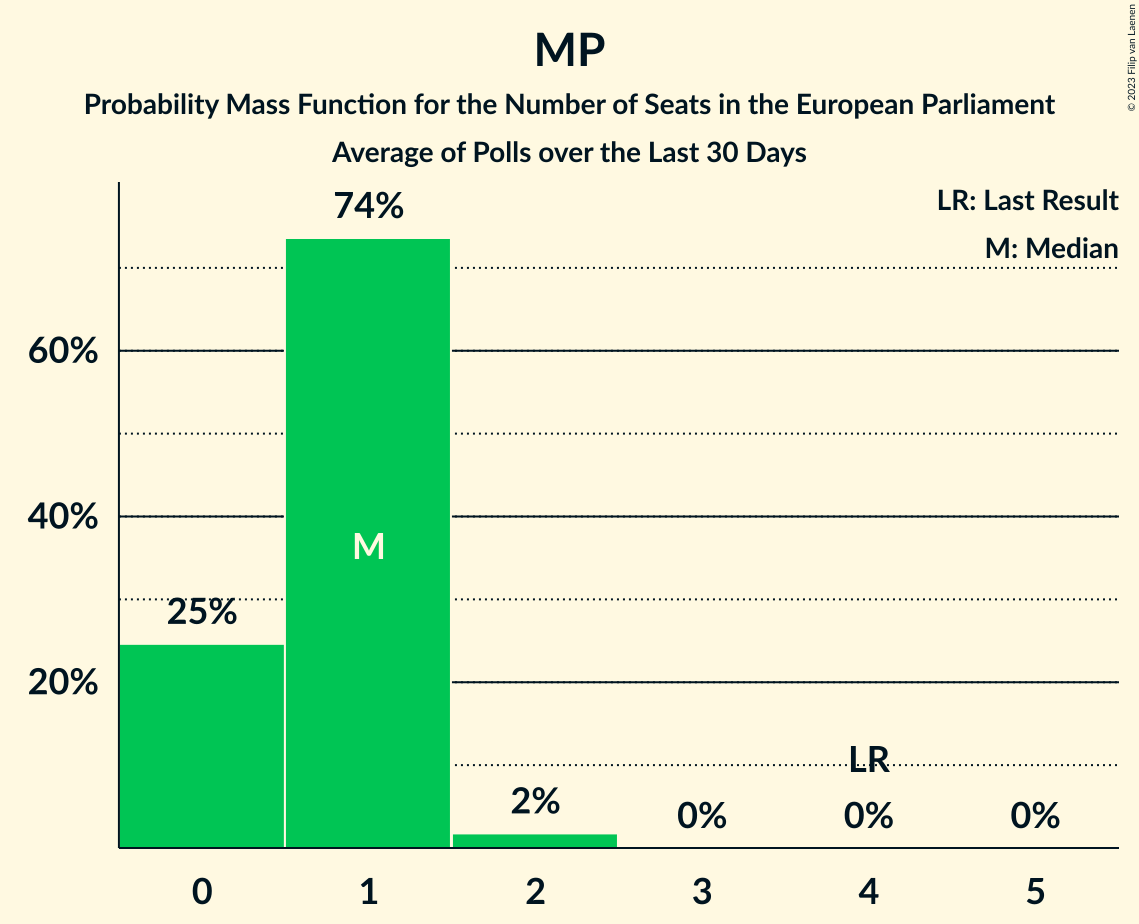 MP
Probability Mass Function for the Number of Seats in the European Parliament
Average of Polls over the Last 30 Days
© 2023 Filip van Laenen
LR: Last Result
M: Median
74%
60%
40%
M
25%
20%
LR
2%
0%
0%
0%
0 1 2 3 4 5